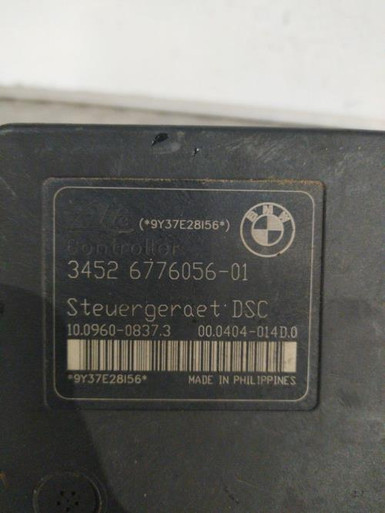 (*9Y37E28I56*)
BMW
Controller
3452 6776056-01
Steuergeraet DSC
10.0960-0837.3 00.0404-014D.0
*9Y37E28I56* MADE IN PHILIPPINES